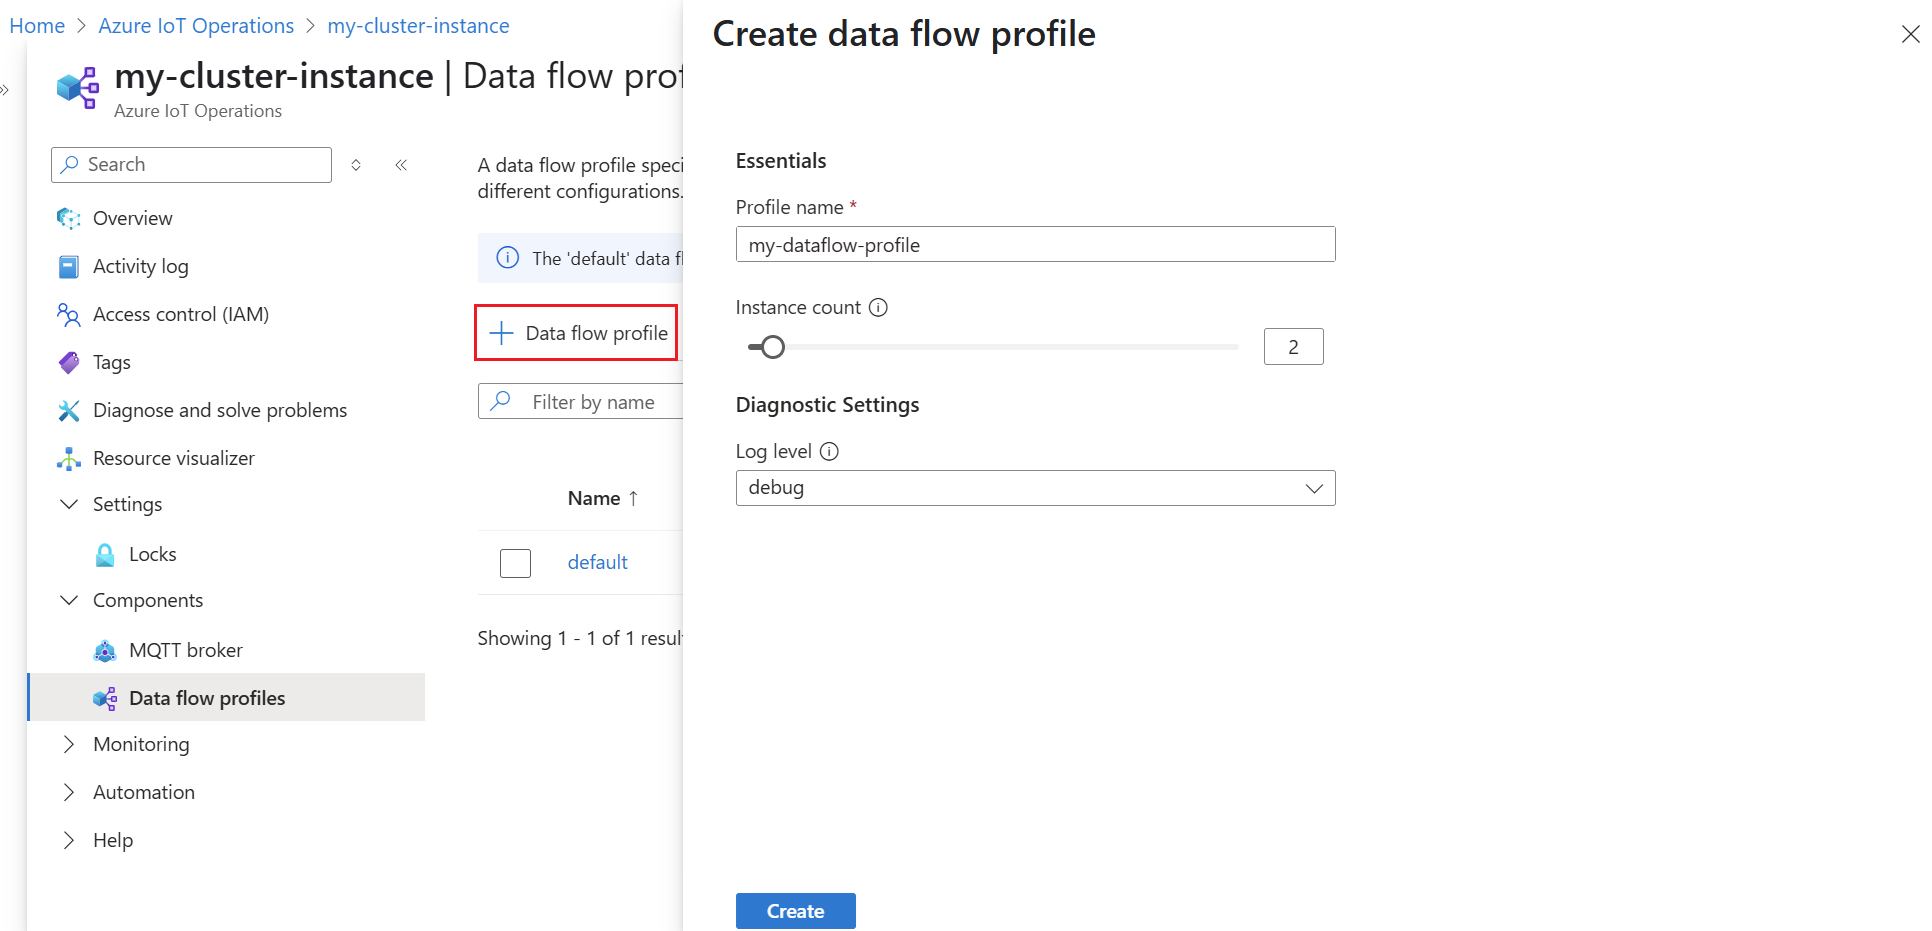 Home > Azure IoT Operations > my-cluster-instance
my-cluster-instance | Data flow prof
Azure IoT Operations
Search
Overview
Activity log
Access control (IAM)
Tags
Diagnose and solve problems
Resource visualizer
Settings
Locks
Components
MQTT broker
Data flow profiles
Monitoring
Automation
Help
A data flow profile speci
different configurations.
The 'default' data fl
+ Data flow profile
Filter by name
Name ↑
default
Showing 1 - 1 of 1 resul
Create data flow profile
Essentials
Profile name *
my-dataflow-profile
Instance count
2
Diagnostic Settings
Log level
debug
Create